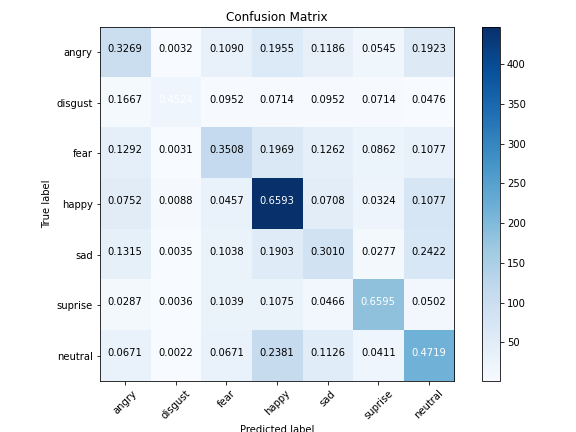 Confusion Matrix
angry 0.3269 0.0032 0.1090 0.1955 0.1186 0.0545 0.1923
disgust 0.1667 0.4524 0.0952 0.0714 0.0952 0.0714 0.0476
fear 0.1292 0.0031 0.3508 0.1969 0.1262 0.0862 0.1077
happy 0.0752 0.0088 0.0457 0.6593 0.0708 0.0324 0.1077
sad 0.1315 0.0035 0.1038 0.1903 0.3010 0.0277 0.2422
suprise 0.0287 0.0036 0.1039 0.1075 0.0466 0.6595 0.0502
neutral 0.0671 0.0022 0.0671 0.2381 0.1126 0.0411 0.4719
True label
angry disgust fear happy sad suprise neutral
Predicted label
400
350
300
250
200
150
100
50